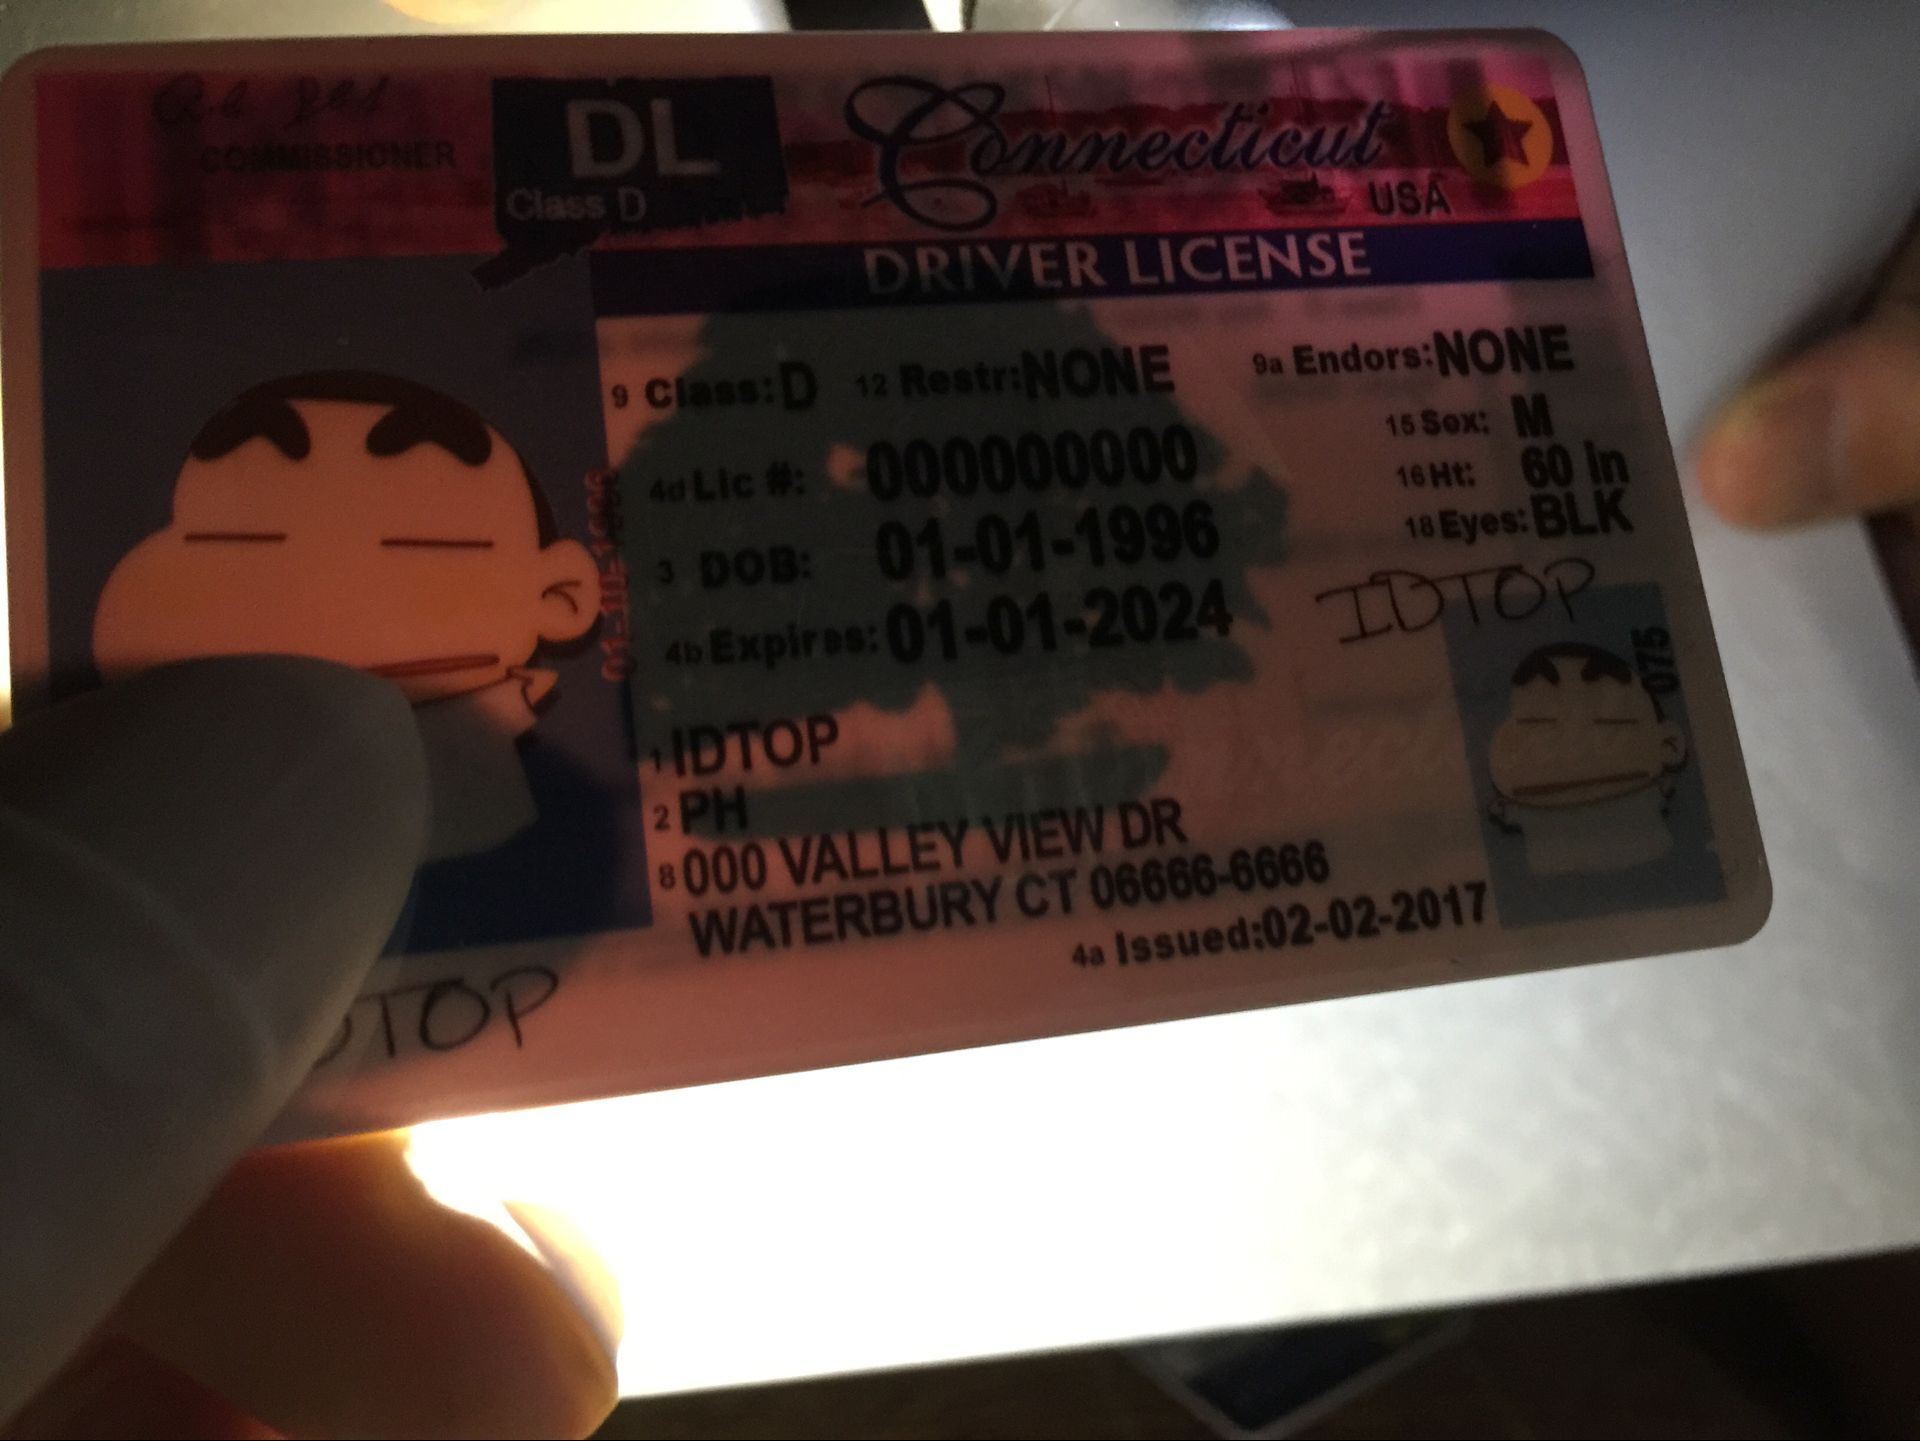 COMMISSIONER
DL
Class D
Connecticut
USA
DRIVER LICENSE
9 Class:D 12 Restr:NONE 9a Endors:NONE
15 Sex: M
4d Lic #: 000000000
16 Ht: 60 in
3 DOB: 01-01-1996
18 Eyes:BLK
4b Expires:01-01-2024
IDTOP
075
1 IDTOP
2 PH
8 000 VALLEY VIEW DR
WATERBURY CT 06666-6666
4a Issued:02-02-2017
DTOP